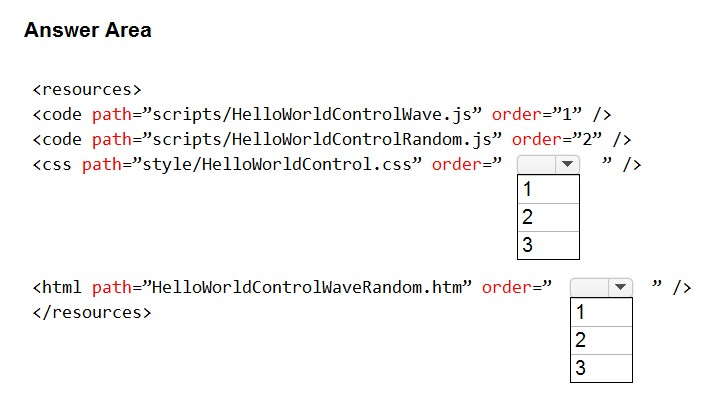 Answer Area
<resources>
<code path=”scripts/HelloWorldControlWave.js” order=”1” />
<code path=”scripts/HelloWorldControlRandom.js” order=”2” />
<css path=”style/HelloWorldControl.css” order=” ” />
1
2
3
<html path=”HelloWorldControlWaveRandom.htm” order=” ” />
</resources>
1
2
3